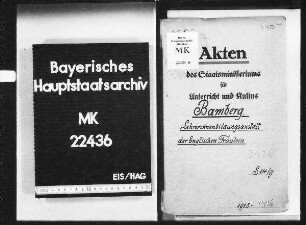 Bayerisches
Hauptstaatsarchiv
MK
22436
EIS/HAG
MK
Akten
des Staatsministeriums
für
Unterricht und Kultus
Bamberg
Lehrerinnenbildungsanstalt
der Englischen Fräulein